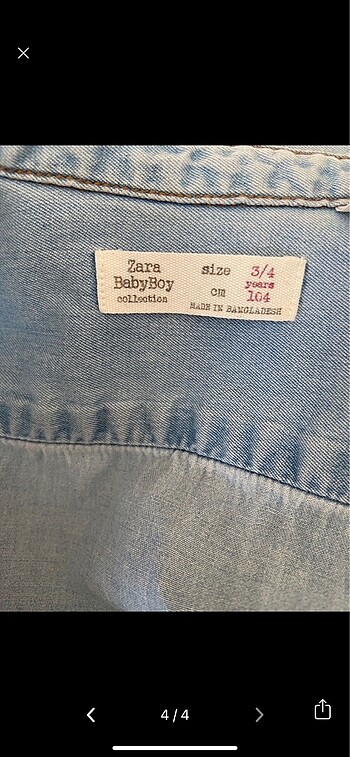 Zara
BabyBoy
collection
size 3/4
years
cm 104
MADE IN BANGLADESH
4/4